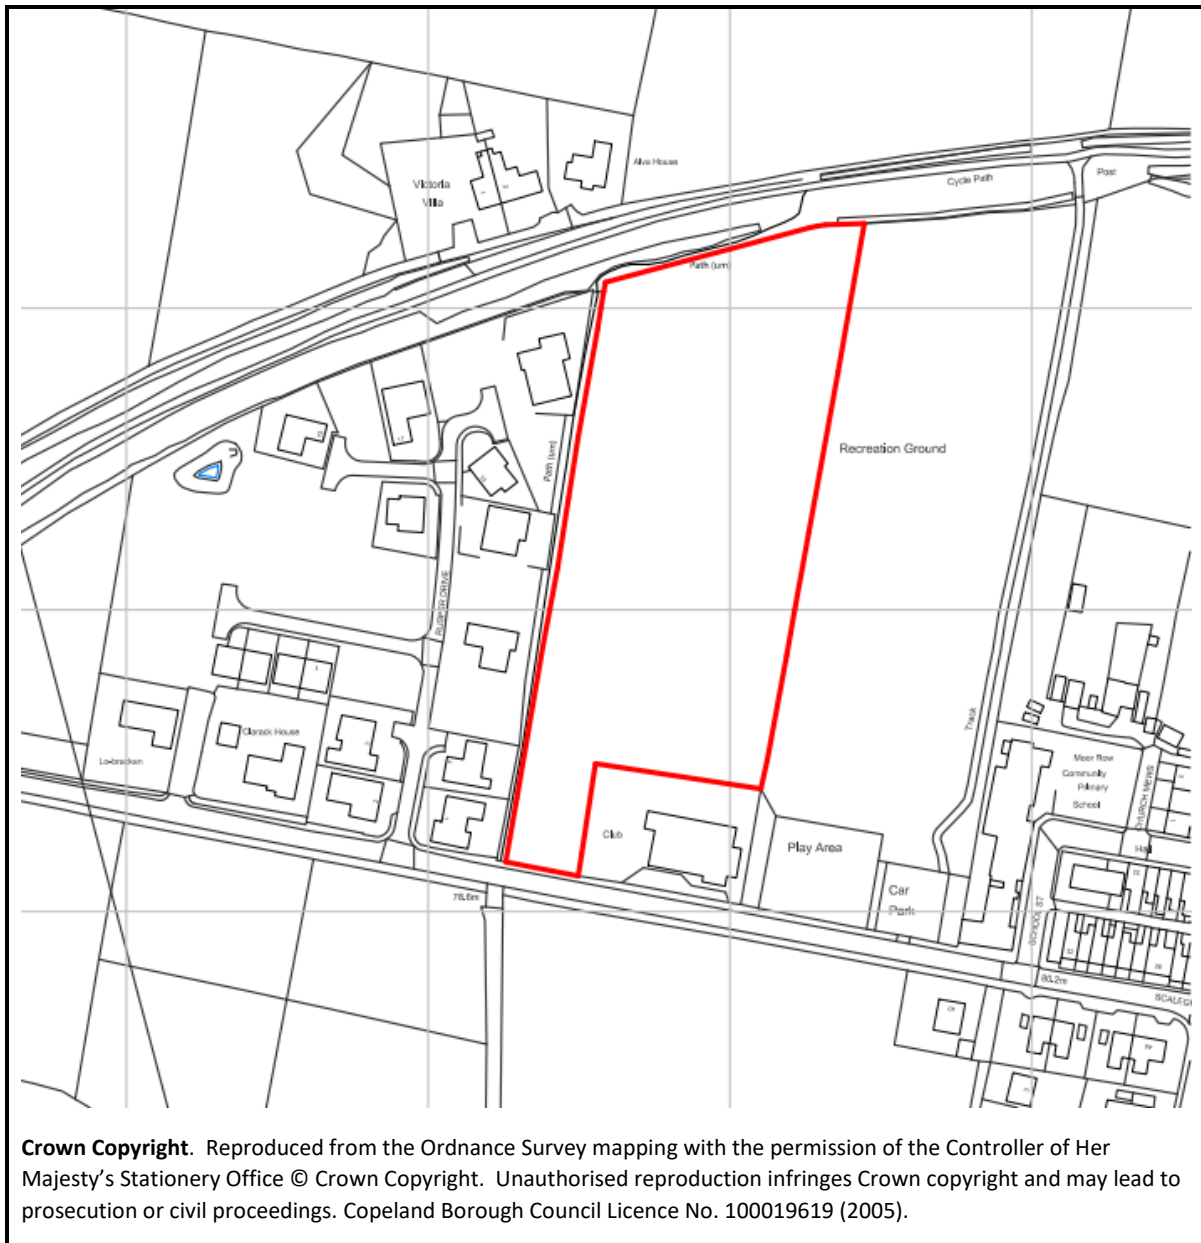 Alva House
Victoria
Villa
Cycle Path
Post
Path (um)
Recreation Ground
Path (um)
RUSPER DRIVE
Track
Clarack House
Lo-bracken
Moor Row
Community
Primary
School
CHURCH MEWS
Hall
Club
Play Area
Car
Park
SCHOOL ST
78.6m
80.2m
SCALEG
Crown Copyright. Reproduced from the Ordnance Survey mapping with the permission of the Controller of Her
Majesty's Stationery Office © Crown Copyright. Unauthorised reproduction infringes Crown copyright and may lead to
prosecution or civil proceedings. Copeland Borough Council Licence No. 100019619 (2005).